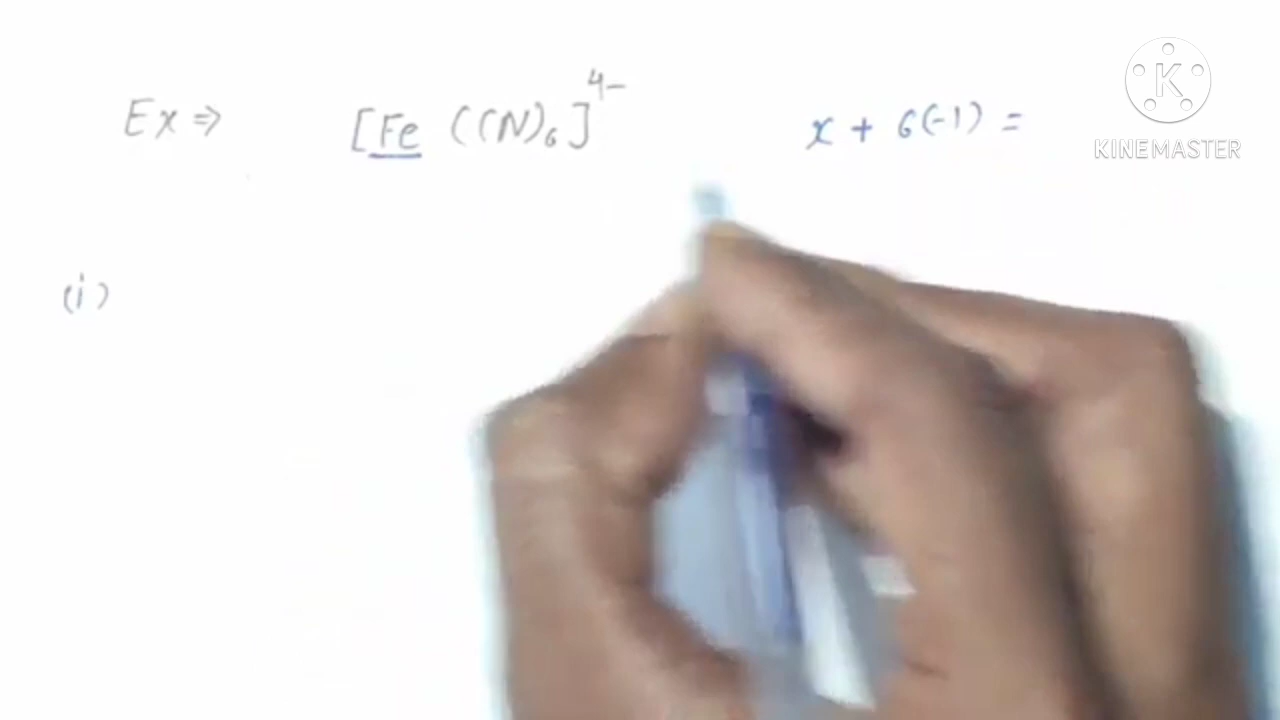 Ex ⇒ [Fe (CN)6]4- x + 6(-1) =
K
KINEMASTER
(i)